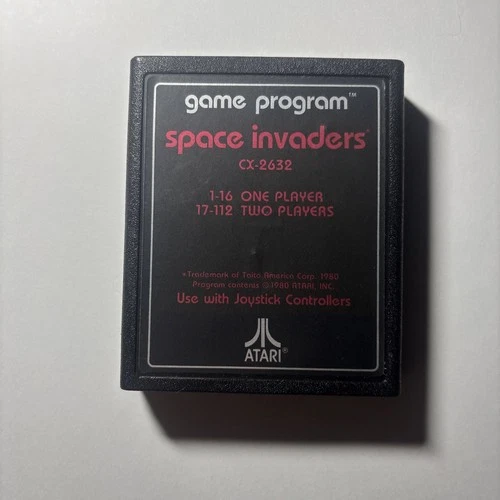 game program™
space invaders*
CX-2632
1-16 ONE PLAYER
17-112 TWO PLAYERS
*Trademark of Taito America Corp. 1980
Program contents ©1980 ATARI, INC.
Use with Joystick Controllers
ATARI®